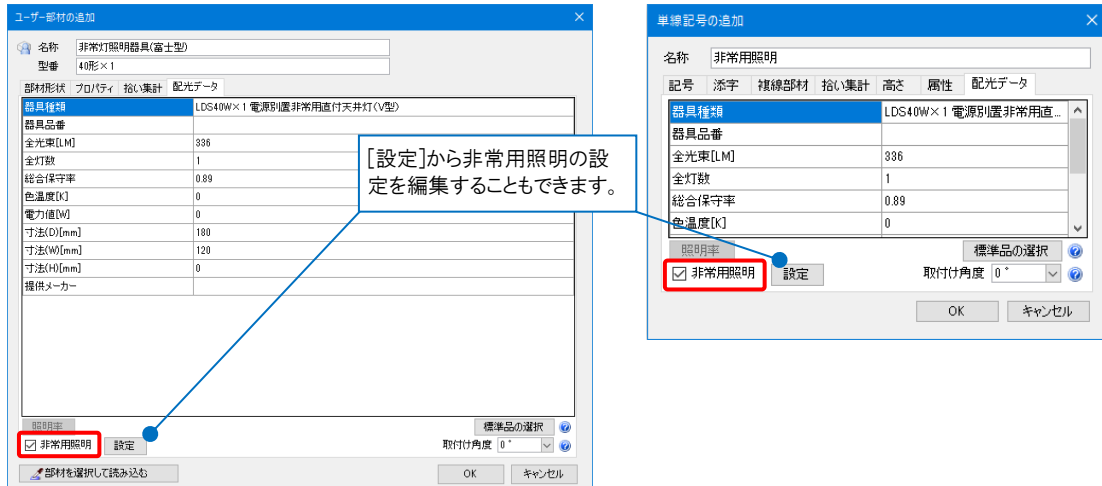 ユーザー部材の追加
名称 非常灯照明器具(富士型)
型番 40形×1
部材形状 プロパティ 拾い集計 配光データ
器具種類 LDS40W×1 電源別置非常用直付天井灯(V型)
器具品番
全光束[LM] 336
全灯数 1
総合保守率 0.89
色温度[K] 0
電力値[W] 0
寸法(D)[mm] 180
寸法(W)[mm] 120
寸法(H)[mm] 0
提供メーカー
照明率 標準品の選択
非常用照明 設定 取付け角度 0°
部材を選択して読み込む OK キャンセル
[設定]から非常用照明の設
定を編集することもできます。
単線記号の追加
名称 非常用照明
記号 添字 複線部材 拾い集計 高さ 属性 配光データ
器具種類 LDS40W×1 電源別置非常用直...
器具品番
全光束[LM] 336
全灯数 1
総合保守率 0.89
色温度[K] 0
照明率 標準品の選択
非常用照明 設定 取付け角度 0°
OK キャンセル